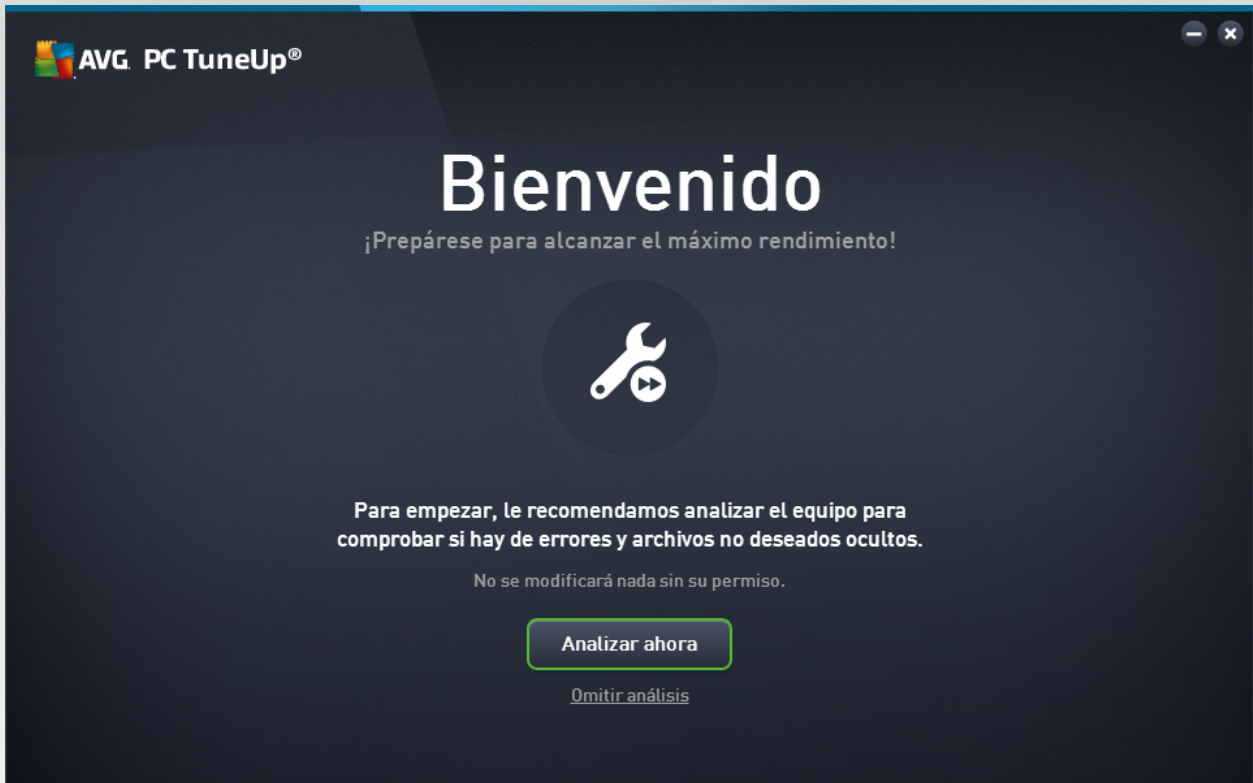 AVG. PC TuneUp®
Bienvenido
¡Prepárese para alcanzar el máximo rendimiento!
Para empezar, le recomendamos analizar el equipo para
comprobar si hay de errores y archivos no deseados ocultos.
No se modificará nada sin su permiso.
Analizar ahora
Omitir análisis